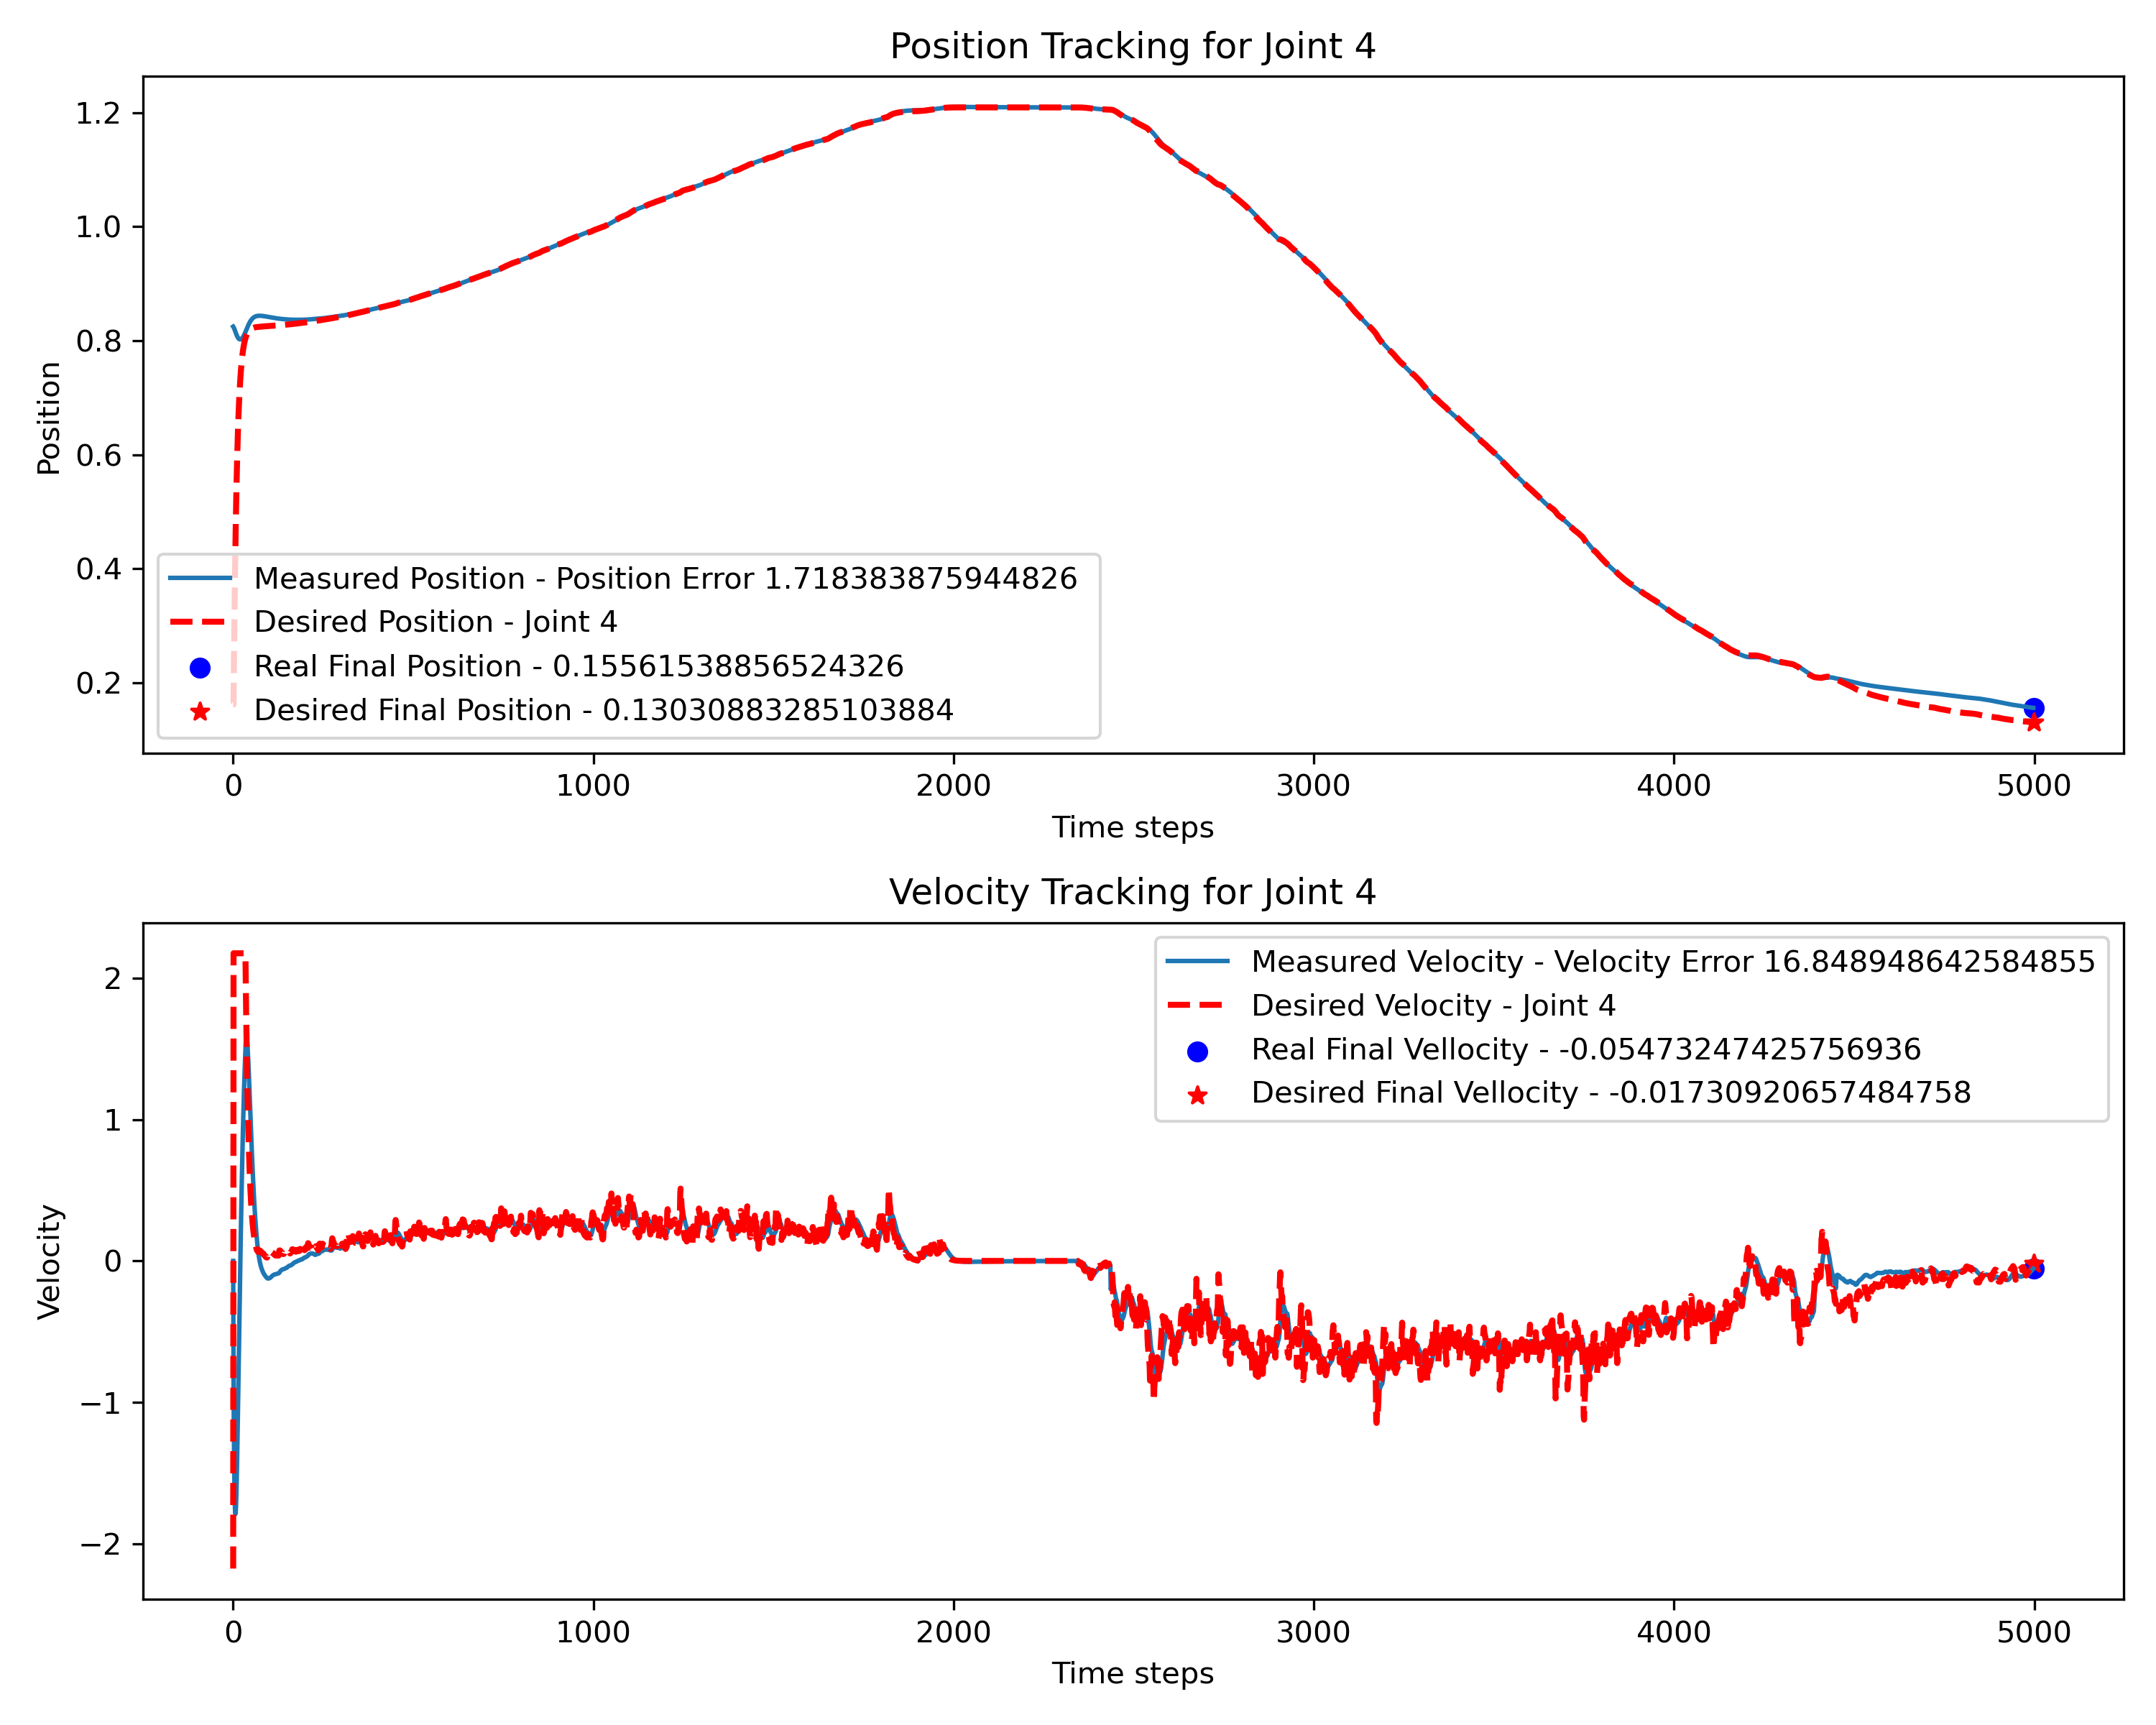 Position Tracking for Joint 4
1.2
1.0
0.8
0.6
0.4
0.2
Position
Measured Position - Position Error 1.718383875944826
Desired Position - Joint 4
Real Final Position - 0.15561538856524326
Desired Final Position - 0.13030883285103884
0 1000 2000 3000 4000 5000
Time steps
Velocity Tracking for Joint 4
2
1
0
−1
−2
Velocity
Measured Velocity - Velocity Error 16.848948642584855
Desired Velocity - Joint 4
Real Final Vellocity - -0.05473247425756936
Desired Final Vellocity - -0.01730920657484758
0 1000 2000 3000 4000 5000
Time steps